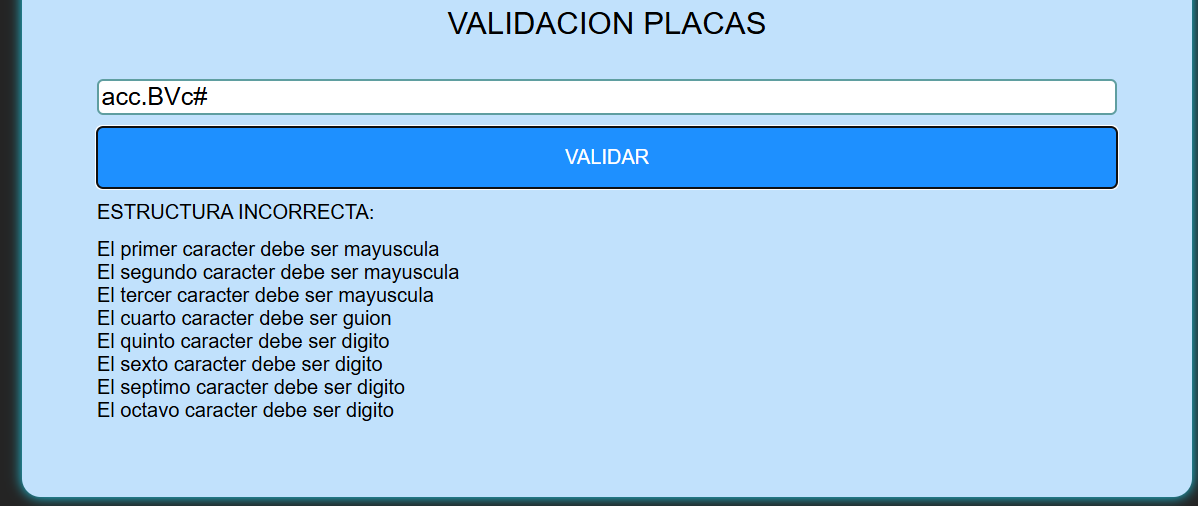 VALIDACION PLACAS
acc.BVc#
VALIDAR
ESTRUCTURA INCORRECTA:
El primer caracter debe ser mayuscula
El segundo caracter debe ser mayuscula
El tercer caracter debe ser mayuscula
El cuarto caracter debe ser guion
El quinto caracter debe ser digito
El sexto caracter debe ser digito
El septimo caracter debe ser digito
El octavo caracter debe ser digito